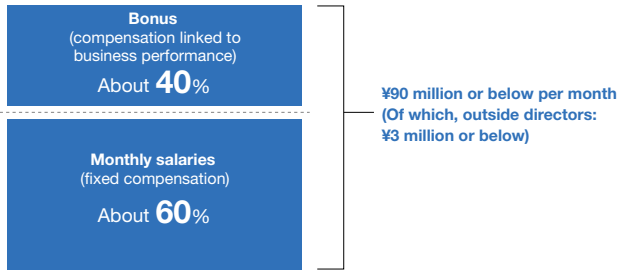 Bonus
(compensation linked to
business performance)
About 40%
Monthly salaries
(fixed compensation)
About 60%
¥90 million or below per month
(Of which, outside directors:
¥3 million or below)